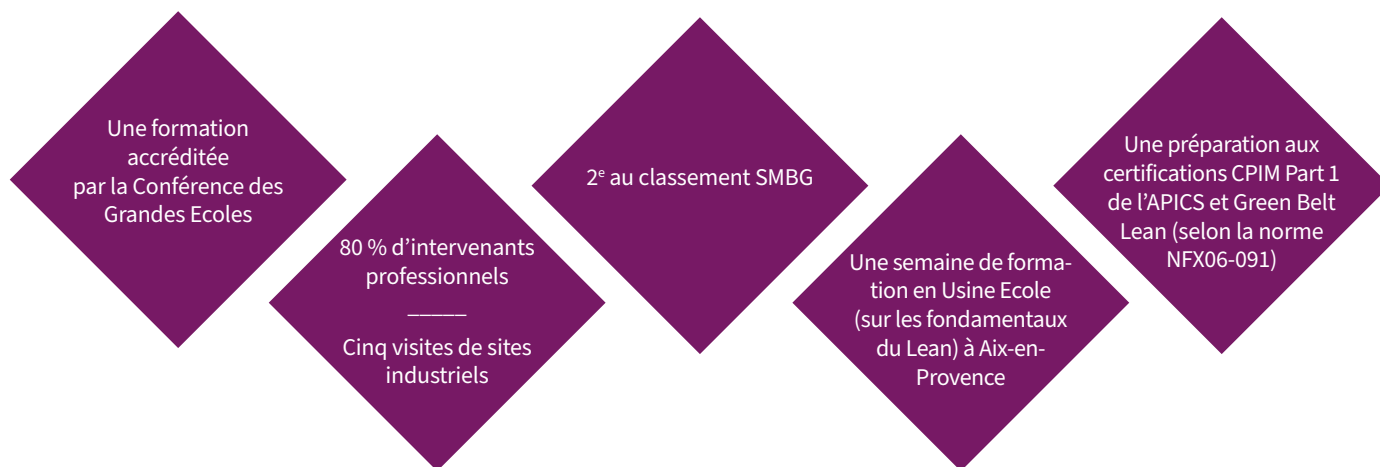 Une formation
accréditée
par la Conférence des
Grandes Ecoles
80 % d’intervenants
professionnels
_____
Cinq visites de sites
industriels
2e au classement SMBG
Une semaine de forma-
tion en Usine Ecole
(sur les fondamentaux
du Lean) à Aix-en-
Provence
Une préparation aux
certifications CPIM Part 1
de l’APICS et Green Belt
Lean (selon la norme
NFX06-091)